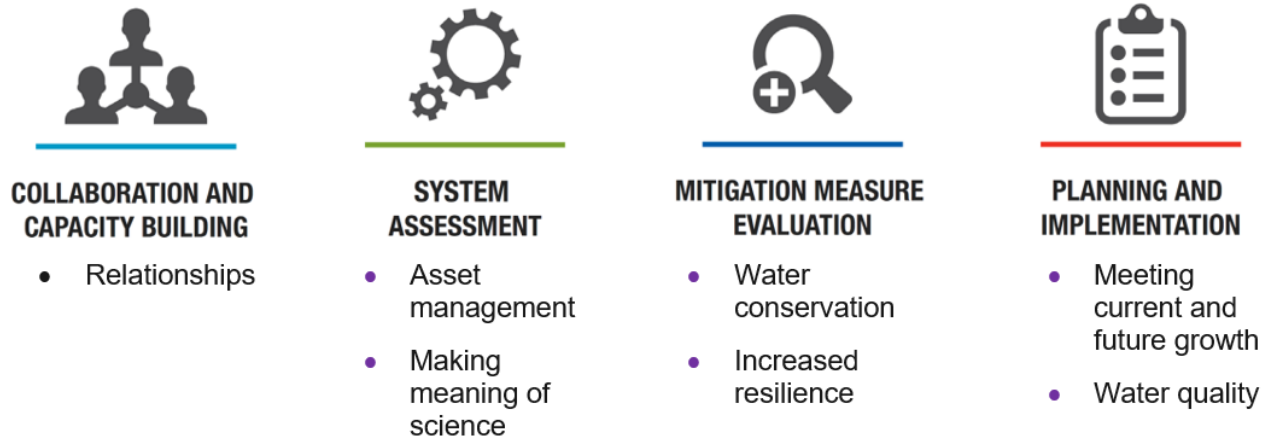 COLLABORATION AND
CAPACITY BUILDING
• Relationships
SYSTEM
ASSESSMENT
• Asset
management
• Making
meaning of
science
MITIGATION MEASURE
EVALUATION
• Water
conservation
• Increased
resilience
PLANNING AND
IMPLEMENTATION
• Meeting
current and
future growth
• Water quality